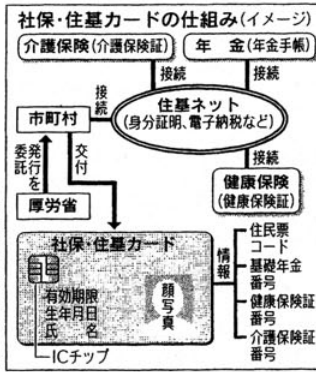 社保・住基カードの仕組み(イメージ)
介護保険(介護保険証)
年金(年金手帳)
接続
接続
住基ネット
(身分証明、電子納税など)
接続
市町村
接続
健康保険
(健康保険証)
発行を
委託
交付
厚労省
社保・住基カード
有効期限
生年月日
氏名
顔写真
ICチップ
情報
住民票
コード
基礎年金
番号
健康保険証
番号
介護保険証
番号